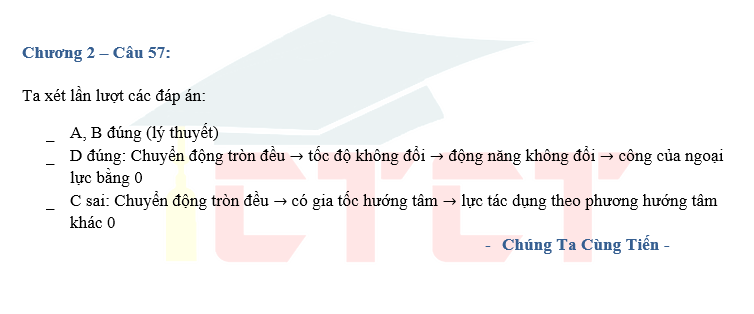 Chương 2 – Câu 57:
Ta xét lần lượt các đáp án:
_ A, B đúng (lý thuyết)
_ D đúng: Chuyển động tròn đều → tốc độ không đổi → động năng không đổi → công của ngoại
lực bằng 0
_ C sai: Chuyển động tròn đều → có gia tốc hướng tâm → lực tác dụng theo phương hướng tâm
khác 0
- Chúng Ta Cùng Tiến -
CTCT